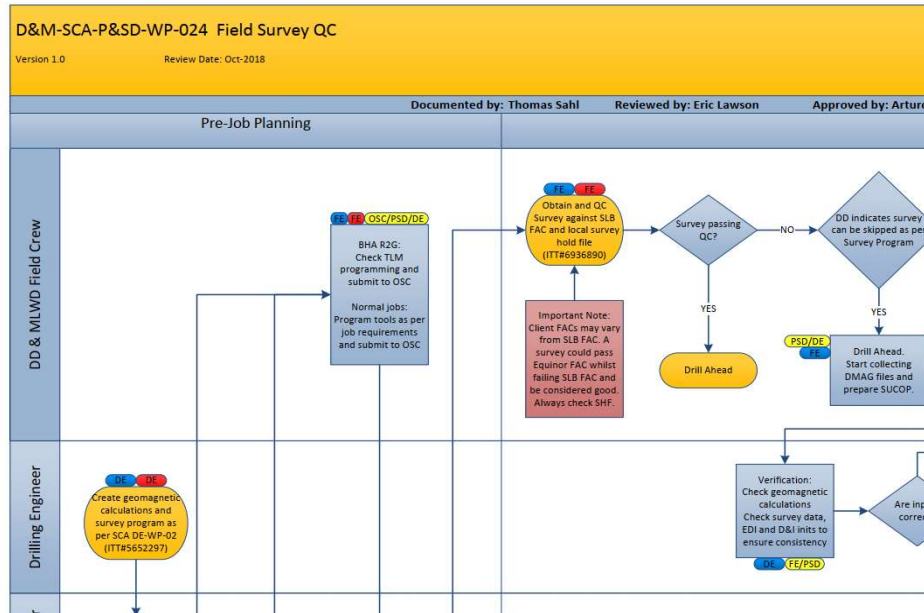 D&M-SCA-P&SD-WP-024 Field Survey QC
Version 1.0 Review Date: Oct-2018
Documented by: Thomas Sahl Reviewed by: Eric Lawson Approved by: Arturo
Pre-Job Planning
DD & MLWD Field Crew
FE FE OSC/PSD/DE
BHA R2G:
Check TLM
programming and
submit to OSC
Normal jobs:
Program tools as per
job requirements
and submit to OSC
FE FE
Obtain and QC
Survey against SLB
FAC and local survey
hold file
(ITT#6936890)
Important Note:
Client FACs may vary
from SLB FAC. A
survey could pass
Equinor FAC whilst
failing SLB FAC and
be considered good.
Always check SHF.
Survey passing
QC?
NO
YES
Drill Ahead
DD indicates survey
can be skipped as per
Survey Program
YES
PSD/DE
FE
Drill Ahead.
Start collecting
DMAG files and
prepare SUCOP.
Drilling Engineer
DE DE
Create geomagnetic
calculations and
survey program as
per SCA DE-WP-02
(ITT#5652297)
Verification:
Check geomagnetic
calculations
Check survey data,
EDI and D&I inits to
ensure consistency
DE FE/PSD
Are inp
correc